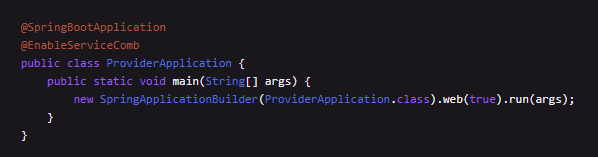 @SpringBootApplication
@EnableServiceComb
public class ProviderApplication {
    public static void main(String[] args) {
        new SpringApplicationBuilder(ProviderApplication.class).web(true).run(args);
    }
}